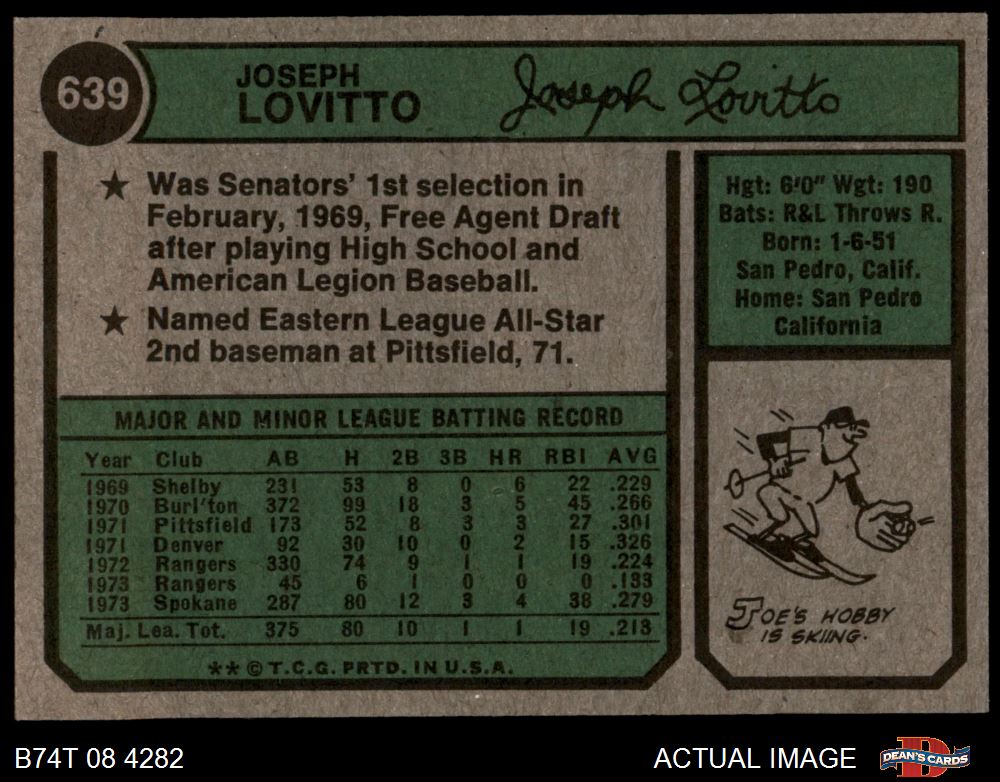 639
JOSEPH
LOVITTO
Joseph Lovitto
★ Was Senators' 1st selection in
February, 1969, Free Agent Draft
after playing High School and
American Legion Baseball.
★ Named Eastern League All-Star
2nd baseman at Pittsfield, 71.
Hgt: 6'0" Wgt: 190
Bats: R&L Throws R.
Born: 1-6-51
San Pedro, Calif.
Home: San Pedro
California
MAJOR AND MINOR LEAGUE BATTING RECORD
Year Club AB H 2B 3B HR RBI AVG
1969 Shelby 231 53 8 0 6 22 .229
1970 Burl'ton 372 99 18 3 5 45 .266
1971 Pittsfield 173 52 8 3 3 27 .301
1971 Denver 92 30 10 0 2 15 .326
1972 Rangers 330 74 9 1 1 19 .224
1973 Rangers 45 6 1 0 0 0 .133
1973 Spokane 287 80 12 3 4 38 .279
Maj. Lea. Tot. 375 80 10 1 1 19 .213
** © T.C.G. PRTD. IN U.S.A.
JOE'S HOBBY
IS SKIING.
B74T 08 4282
ACTUAL IMAGE
D
DEAN'S CARDS